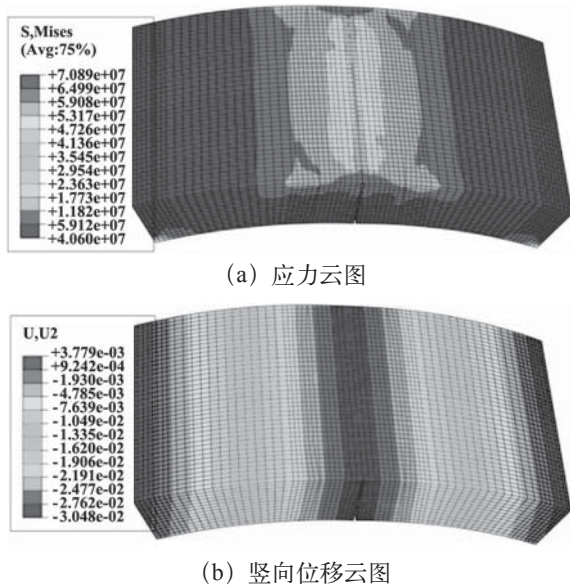 S,Mises
(Avg:75%)
+7.089e+07
+6.499e+07
+5.908e+07
+5.317e+07
+4.726e+07
+4.136e+07
+3.545e+07
+2.954e+07
+2.363e+07
+1.773e+07
+1.182e+07
+5.912e+07
+4.060e+07
（a）应力云图
U,U2
+3.779e-03
+9.242e-04
-1.930e-03
-4.785e-03
-7.639e-03
-1.049e-02
-1.335e-02
-1.620e-02
-1.906e-02
-2.191e-02
-2.477e-02
-2.762e-02
-3.048e-02
（b）竖向位移云图